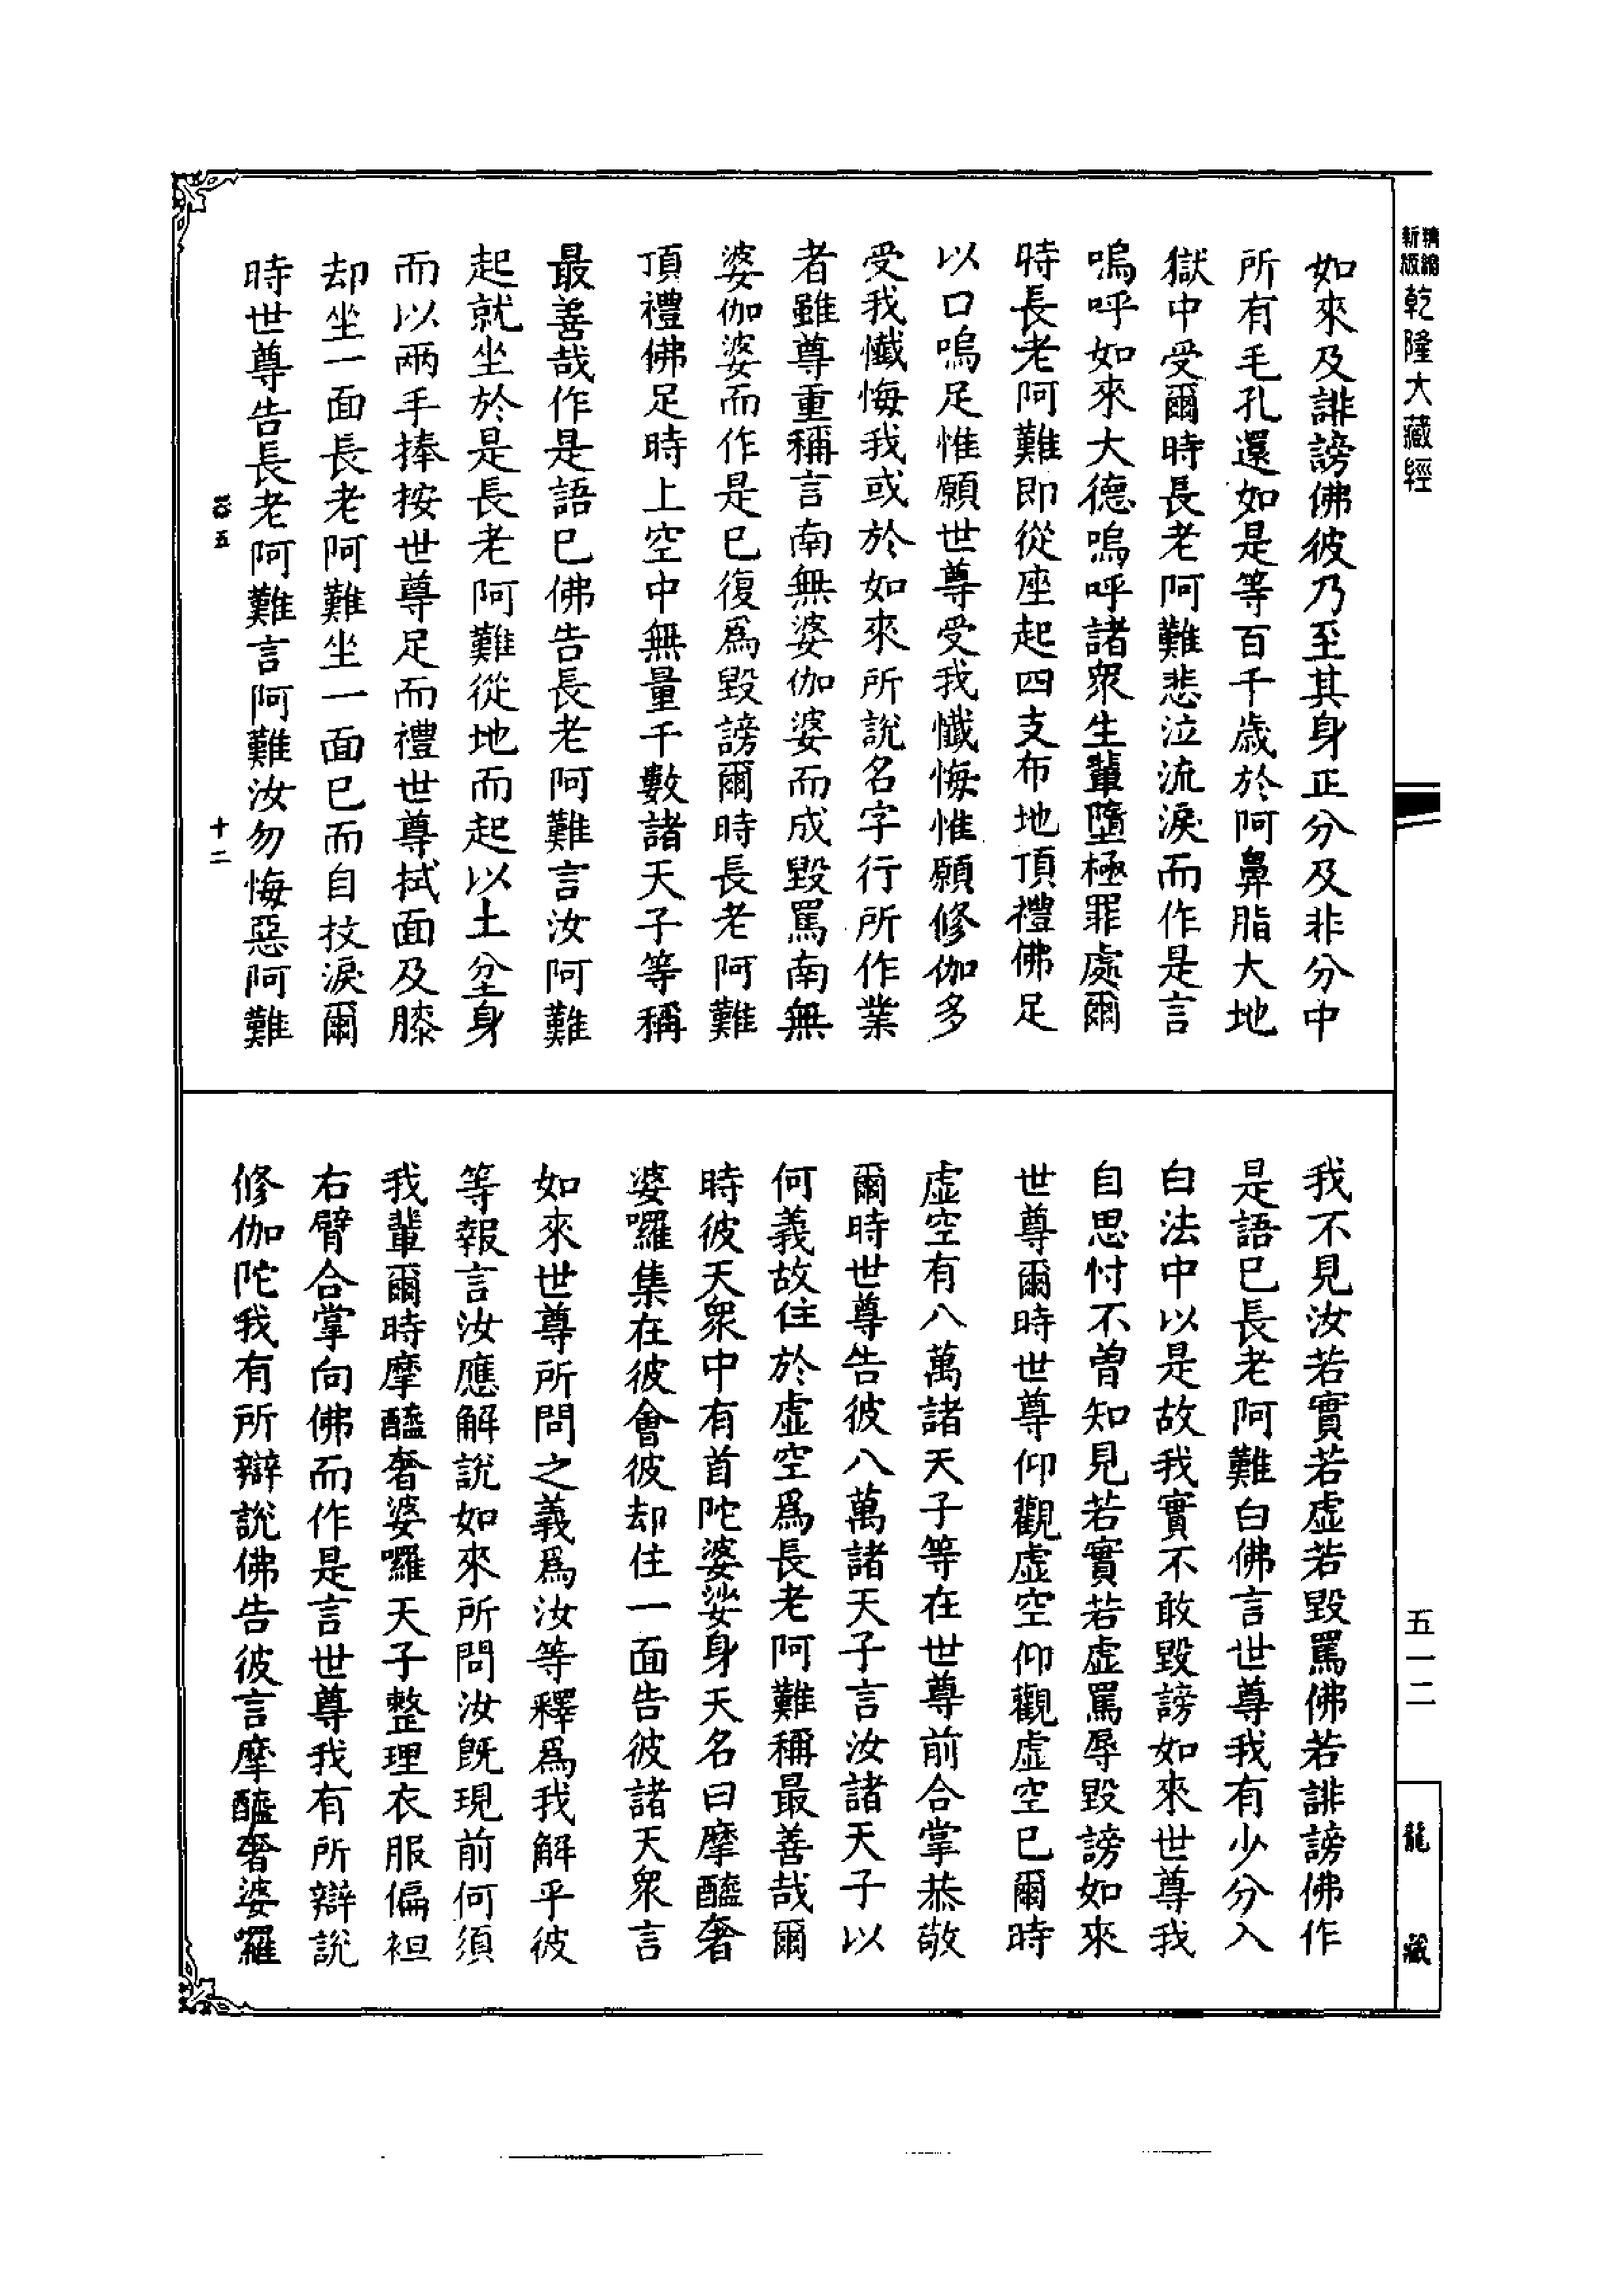 精縮新版乾隆大藏經
如來及誹謗佛彼乃至其身正分及非分中
所有毛孔還如是等百千歲於阿鼻脂大地
獄中受爾時長老阿難悲泣流淚而作是言
嗚呼如來大德嗚呼諸衆生輩墮極罪處爾
時長老阿難即從座起四支布地頂禮佛足
以口嗚足惟願世尊受我懺悔惟願修伽多
受我懺悔我或於如來所說名字行所作業
者雖尊重稱言南無婆伽婆而成毀罵南無
婆伽婆而作是已復爲毀謗爾時長老阿難
頂禮佛足時上空中無量千數諸天子等稱
最善哉作是語已佛告長老阿難言汝阿難
起就坐於是長老阿難從地而起以土坌身
而以兩手捧按世尊足而禮世尊拭面及膝
却坐一面長老阿難坐一面已而自抆淚爾
時世尊告長老阿難言阿難汝勿悔惡阿難
五
十二
我不見汝若實若虛若毀罵佛若誹謗佛作
是語已長老阿難白佛言世尊我有少分入
白法中以是故我實不敢毀謗如來世尊我
自思忖不曾知見若實若虛罵辱毀謗如來
世尊爾時世尊仰觀虛空仰觀虛空已爾時
虛空有八萬諸天子等在世尊前合掌恭敬
爾時世尊告彼八萬諸天子言汝諸天子以
何義故住於虛空爲長老阿難稱最善哉爾
時彼天衆中有首陀婆娑身天名曰摩醯奢
婆囉集在彼會彼却住一面告彼諸天衆言
如來世尊所問之義爲汝等釋爲我解乎彼
等報言汝應解說如來所問汝旣現前何須
我輩爾時摩醯奢婆囉天子整理衣服偏袒
右臂合掌向佛而作是言世尊我有所辯說
修伽陀我有所辯說佛告彼言摩醯奢婆囉
五一二
龍藏